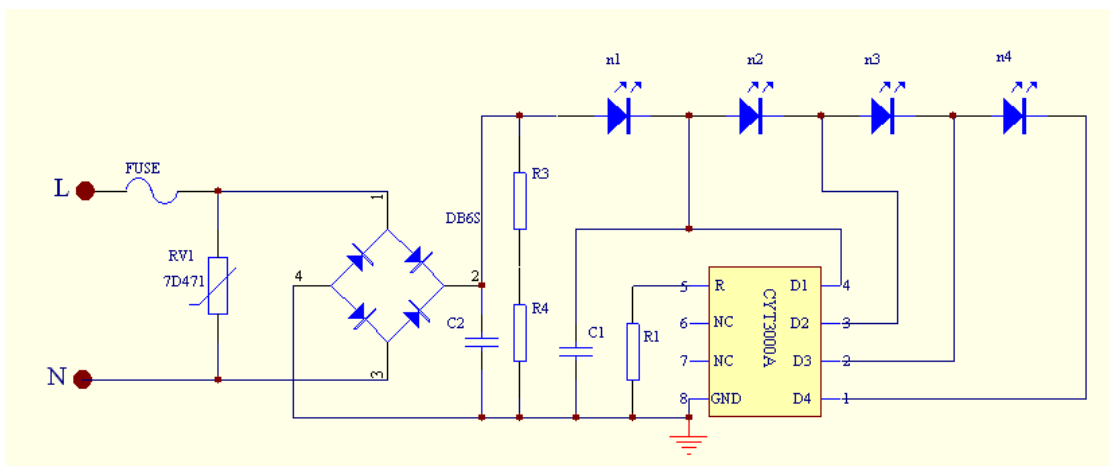 n1
n2
n3
n4
FUSE
L
1
R3
DB6S
RV1
7D471
4
2
R4
C2
C1
R1
5
R
D1
4
6
NC
D2
3
7
NC
D3
2
8
GND
D4
1
CYT3000A
N
3